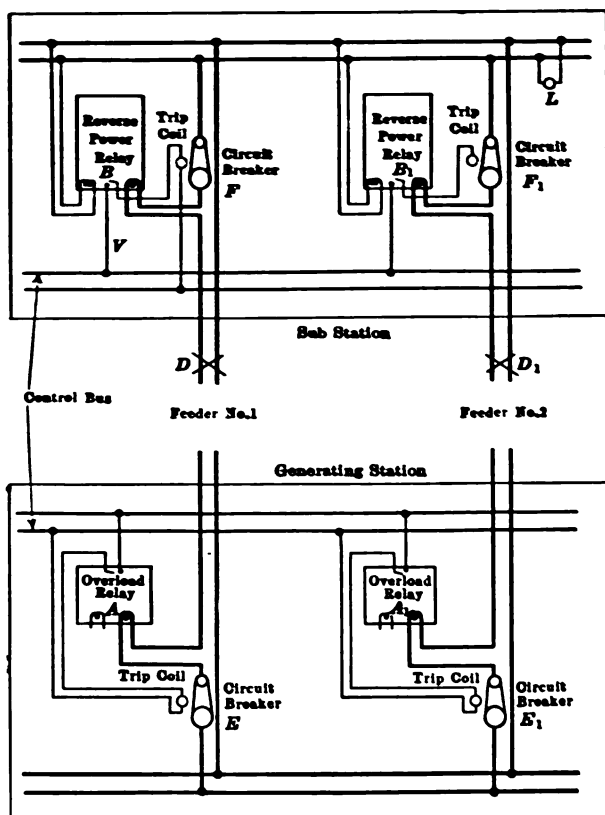 Reverse
Power
Relay
B
Trip
Coil
Circuit
Breaker
F
Reverse
Power
Relay
B1
Trip
Coil
Circuit
Breaker
F1
L
V
Sub Station
D
D1
Control Bus
Feeder No.1
Feeder No.2
Generating Station
Overload
Relay
A
Trip Coil
Circuit
Breaker
E
Overload
Relay
A1
Trip Coil
Circuit
Breaker
E1